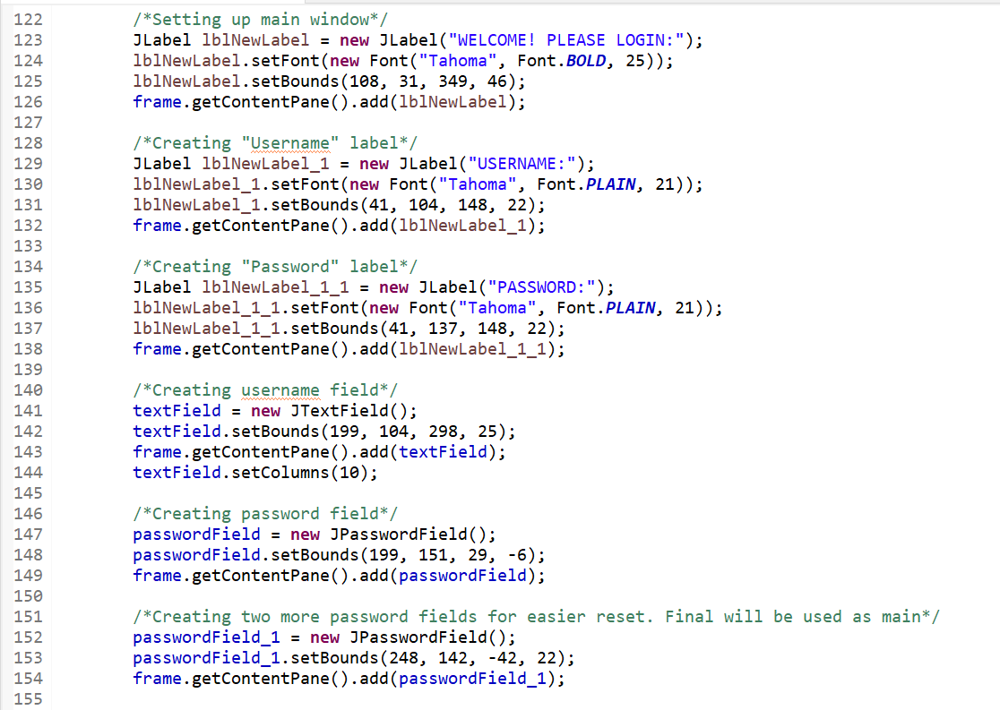 122 /*Setting up main window*/
123 JLabel lblNewLabel = new JLabel("WELCOME! PLEASE LOGIN:");
124 lblNewLabel.setFont(new Font("Tahoma", Font.BOLD, 25));
125 lblNewLabel.setBounds(108, 31, 349, 46);
126 frame.getContentPane().add(lblNewLabel);
127
128 /*Creating "Username" label*/
129 JLabel lblNewLabel_1 = new JLabel("USERNAME:");
130 lblNewLabel_1.setFont(new Font("Tahoma", Font.PLAIN, 21));
131 lblNewLabel_1.setBounds(41, 104, 148, 22);
132 frame.getContentPane().add(lblNewLabel_1);
133
134 /*Creating "Password" label*/
135 JLabel lblNewLabel_1_1 = new JLabel("PASSWORD:");
136 lblNewLabel_1_1.setFont(new Font("Tahoma", Font.PLAIN, 21));
137 lblNewLabel_1_1.setBounds(41, 137, 148, 22);
138 frame.getContentPane().add(lblNewLabel_1_1);
139
140 /*Creating username field*/
141 textField = new JTextField();
142 textField.setBounds(199, 104, 298, 25);
143 frame.getContentPane().add(textField);
144 textField.setColumns(10);
145
146 /*Creating password field*/
147 passwordField = new JPasswordField();
148 passwordField.setBounds(199, 151, 29, -6);
149 frame.getContentPane().add(passwordField);
150
151 /*Creating two more password fields for easier reset. Final will be used as main*/
152 passwordField_1 = new JPasswordField();
153 passwordField_1.setBounds(248, 142, -42, 22);
154 frame.getContentPane().add(passwordField_1);
155